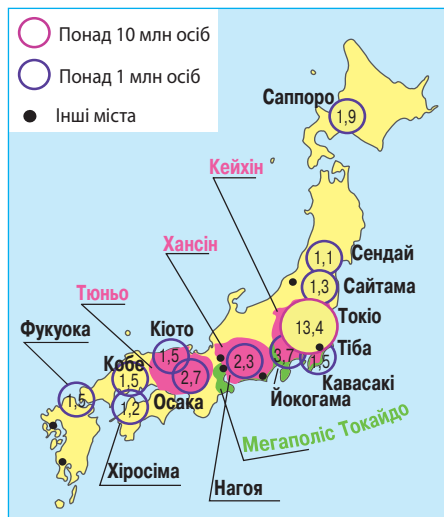 Понад 10 млн осіб
Понад 1 млн осіб
Інші міста
Саппоро
1,9
Кейхін
Хансін
Сендай
1,1
Сайтама
1,3
Тюньо
Токіо
13,4
Фукуока
Кіото
1,5
Тіба
Кобе
1,5
2,3
3,7
1,5
Кавасакі
1,5
Осака
2,7
Йокогама
1,2
Мегаполіс Токайдо
Хіросіма
Нагоя